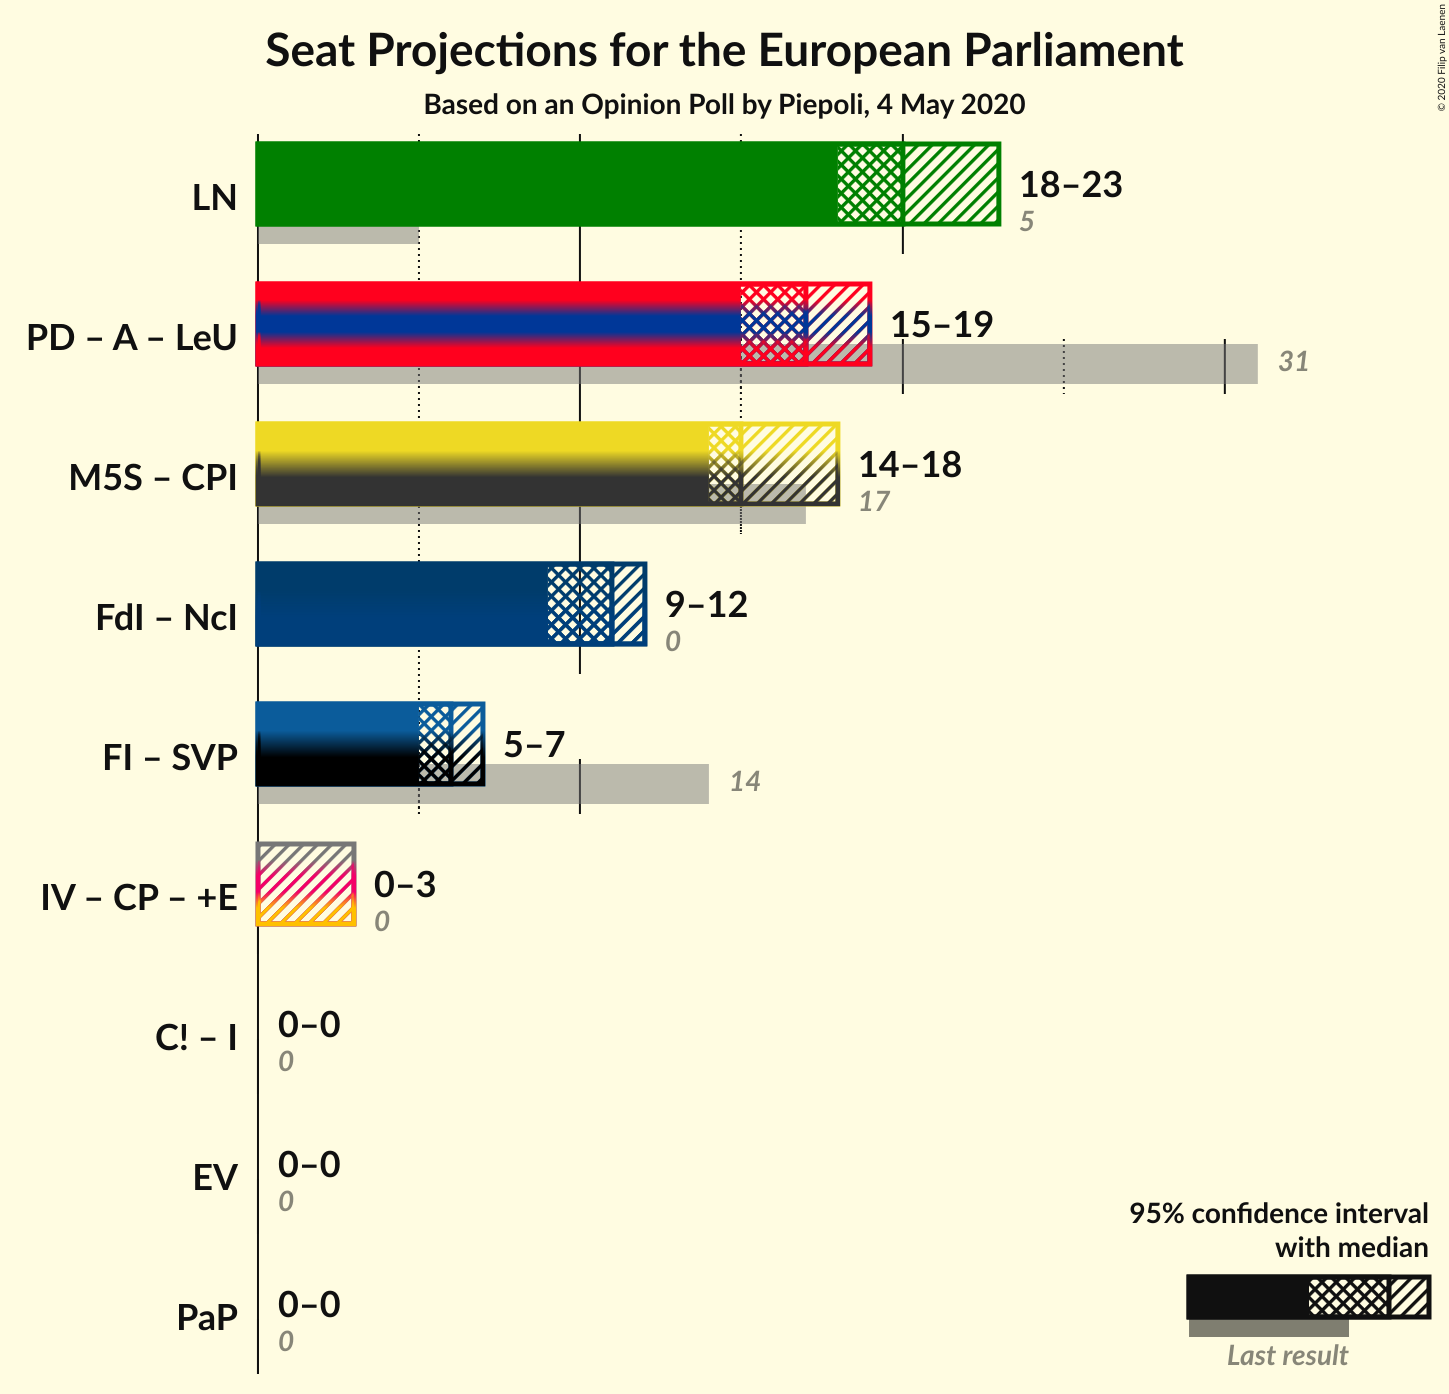 Seat Projections for the European Parliament
Based on an Opinion Poll by Piepoli, 4 May 2020
© 2020 Filip van Laenen
LN
18–23
5
PD – A – LeU
15–19
31
M5S – CPI
14–18
17
FdI – NcI
9–12
0
FI – SVP
5–7
14
IV – CP – +E
0–3
0
C! – I
0–0
0
EV
0–0
0
PaP
0–0
0
95% confidence interval
with median
Last result